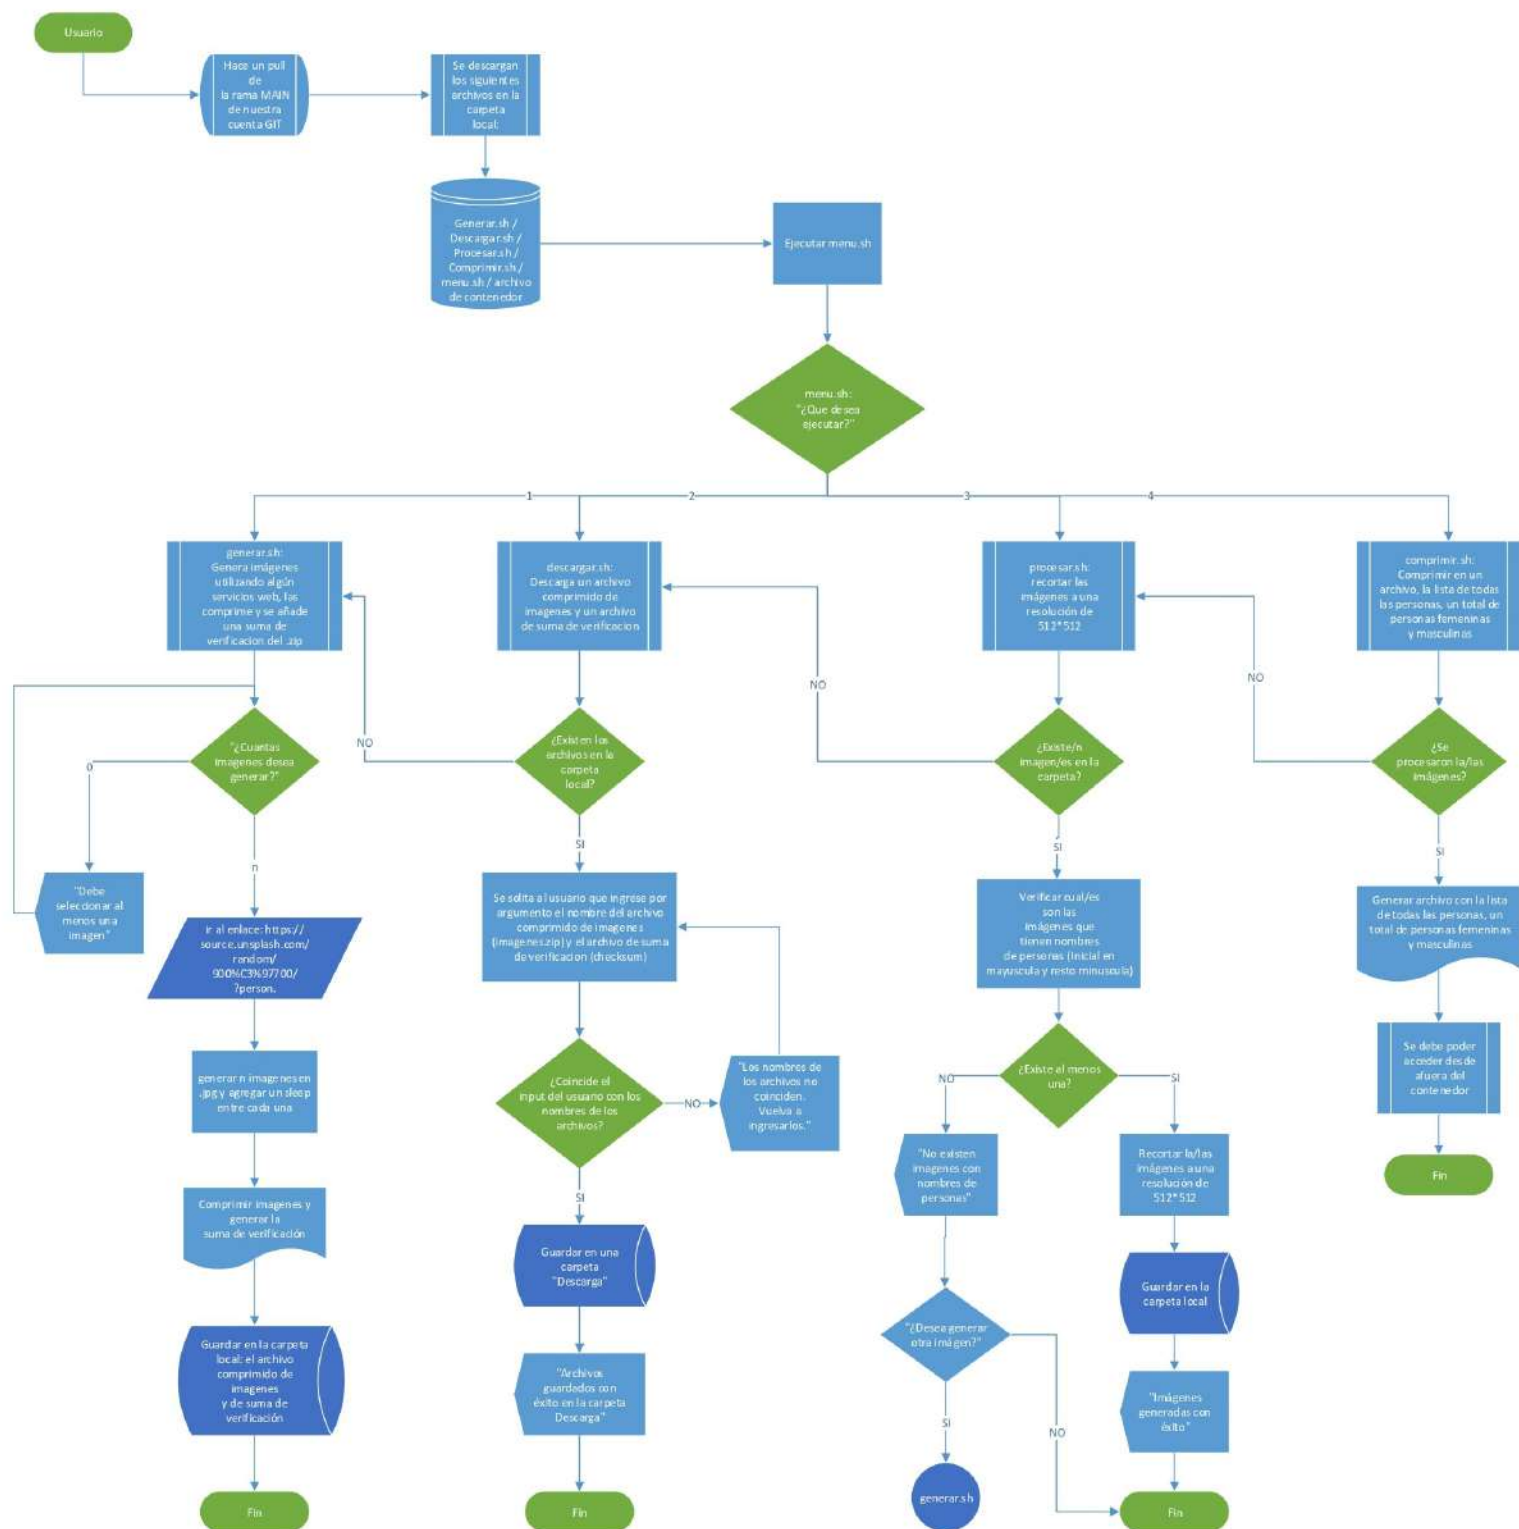 Usuario
Hace un pull
de
la rama MAIN
de nuestra
cuenta GIT
Se descargan
los siguientes
archivos en la
carpeta
local:
Generar.sh /
Descargar.sh /
Procesar.sh /
Comprimir.sh /
menu.sh / archivo
de contenedor
Ejecutar menu.sh
menu.sh:
"¿Que desea
ejecutar?"
1
2
3
4
generar.sh:
Genera imágenes
utilizando algún
servicios web, las
comprime y se añade
una suma de
verificacion del .zip
descargar.sh:
Descarga un archivo
comprimido de
imagenes y un archivo
de suma de verificacion
procesar.sh:
recortar las
imágenes a una
resolución de
512*512
comprimir.sh:
Comprimir en un
archivo, la lista de todas
las personas, un total de
personas femeninas
y masculinas
NO
NO
NO
"¿Cuantas
imagenes desea
generar?"
¿Existen los
archivos en la
carpeta
local?
¿Existe/n
imagen/es en la
carpeta?
¿Se
procesaron la/las
imágenes?
0
n
SI
SI
SI
"Debe
seleccionar al
menos una
imagen"
ir al enlace: https://
source.unsplash.com/
random/
900%C3%97700/
?person.
Se solita al usuario que ingrese por
argumento el nombre del archivo
comprimido de imagenes
(imagenes.zip) y el archivo de suma
de verificacion (checksum)
Verificar cual/es
son las
imágenes que
tienen nombres
de personas (Inicial en
mayuscula y resto minuscula)
Generar archivo con la lista
de todas las personas, un
total de personas femeninas
y masculinas
generar n imagenes en
.jpg y agregar un sleep
entre cada una
¿Coincide el
input del usuario con los
nombres de los
archivos?
NO
"Los nombres de
los archivos no
coinciden.
Vuelva a
ingresarlos."
¿Existe al menos
una?
NO
SI
Se debe poder
acceder desde
afuera del
contenedor
Fin
SI
"No existen
imagenes con
nombres de
personas"
Recortar la/las
imágenes a una
resolución de
512*512
Comprimir imagenes y
generar la
suma de verificación
Guardar en una
carpeta
"Descarga"
Guardar en la
carpeta local
"¿Desea generar
otra imágen?"
Guardar en la carpeta
local: el archivo
comprimido de
imagenes
y de suma de
verificación
"Archivos
guardados con
éxito en la carpeta
Descarga"
"Imágenes
generadas con
éxito"
SI
NO
Fin
Fin
generar.sh
Fin